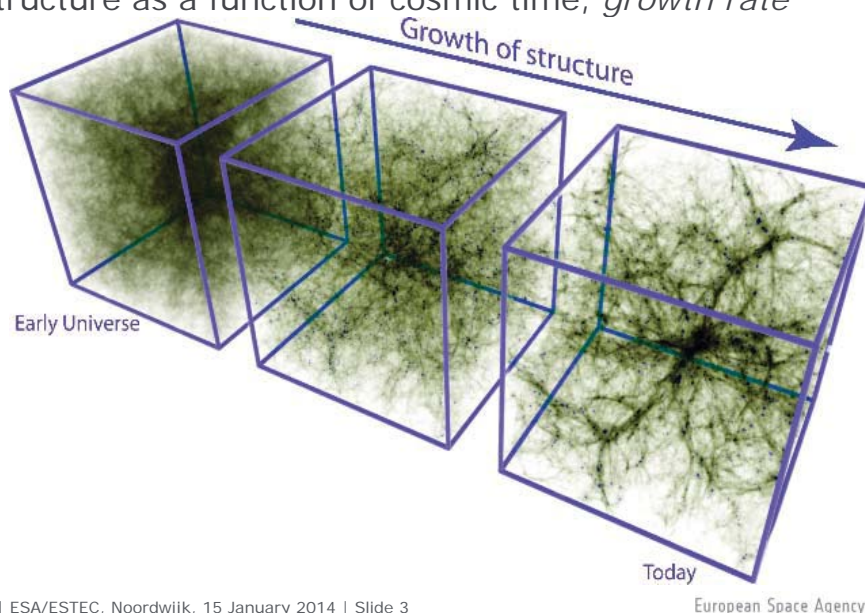 tructure as a function of cosmic time, growth rate
Growth of structure
Early Universe
Today
| ESA/ESTEC, Noordwijk, 15 January 2014 | Slide 3
European Space Agency